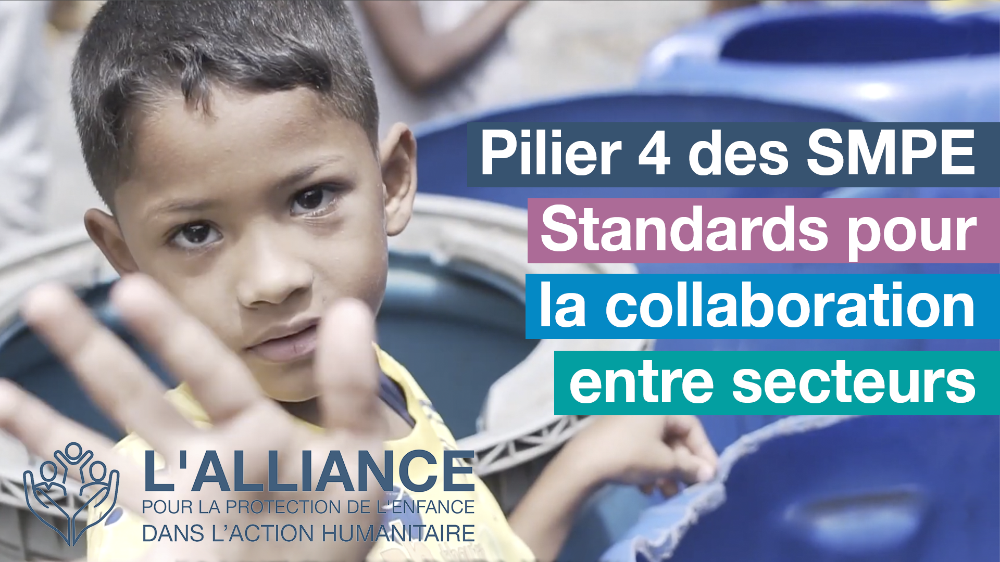 Pilier 4 des SMPE
Standards pour
la collaboration
entre secteurs
L'ALLIANCE
POUR LA PROTECTION DE L'ENFANCE
DANS L’ACTION HUMANITAIRE